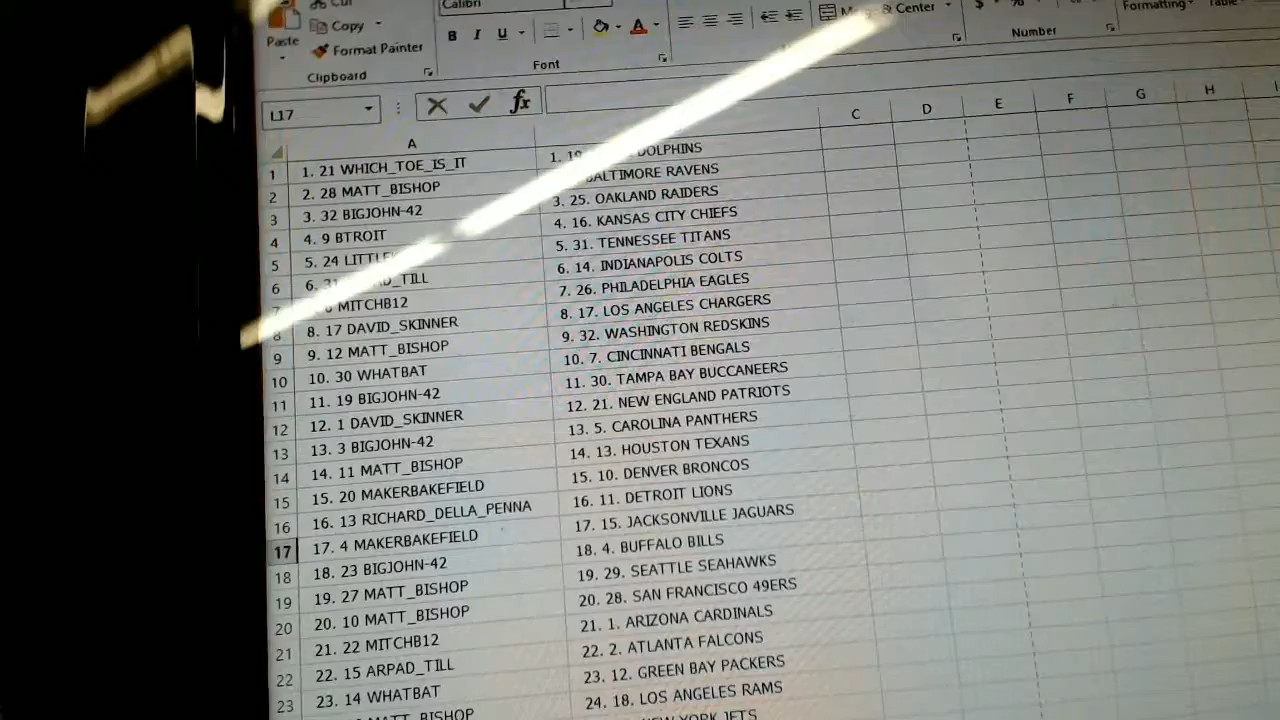 Cut
Copy
Paste
Format Painter
Clipboard
Calibri
B I U
A
Font
Center
$ %
Number
Formatting
Table
L17
fx
A C D E F G H
1 1. 21 WHICH_TOE_IS_IT 1. DOLPHINS
2 2. 28 MATT_BISHOP BALTIMORE RAVENS
3 3. 32 BIGJOHN-42 3. 25. OAKLAND RAIDERS
4 4. 9 BTROIT 4. 16. KANSAS CITY CHIEFS
5 5. 24 5. 31. TENNESSEE TITANS
6 6. TILL 6. 14. INDIANAPOLIS COLTS
7 MITCHB12 7. 26. PHILADELPHIA EAGLES
8 8. 17 DAVID_SKINNER 8. 17. LOS ANGELES CHARGERS
9 9. 12 MATT_BISHOP 9. 32. WASHINGTON REDSKINS
10 10. 30 WHATBAT 10. 7. CINCINNATI BENGALS
11 11. 19 BIGJOHN-42 11. 30. TAMPA BAY BUCCANEERS
12 12. 1 DAVID_SKINNER 12. 21. NEW ENGLAND PATRIOTS
13 13. 3 BIGJOHN-42 13. 5. CAROLINA PANTHERS
14 14. 11 MATT_BISHOP 14. 13. HOUSTON TEXANS
15 15. 20 MAKERBAKEFIELD 15. 10. DENVER BRONCOS
16 16. 13 RICHARD_DELLA_PENNA 16. 11. DETROIT LIONS
17 17. 4 MAKERBAKEFIELD 17. 15. JACKSONVILLE JAGUARS
18 18. 23 BIGJOHN-42 18. 4. BUFFALO BILLS
19 19. 27 MATT_BISHOP 19. 29. SEATTLE SEAHAWKS
20 20. 10 MATT_BISHOP 20. 28. SAN FRANCISCO 49ERS
21 21. 22 MITCHB12 21. 1. ARIZONA CARDINALS
22 22. 15 ARPAD_TILL 22. 2. ATLANTA FALCONS
23 23. 14 WHATBAT 23. 12. GREEN BAY PACKERS
MATT_BISHOP 24. 18. LOS ANGELES RAMS
NEW YORK JETS